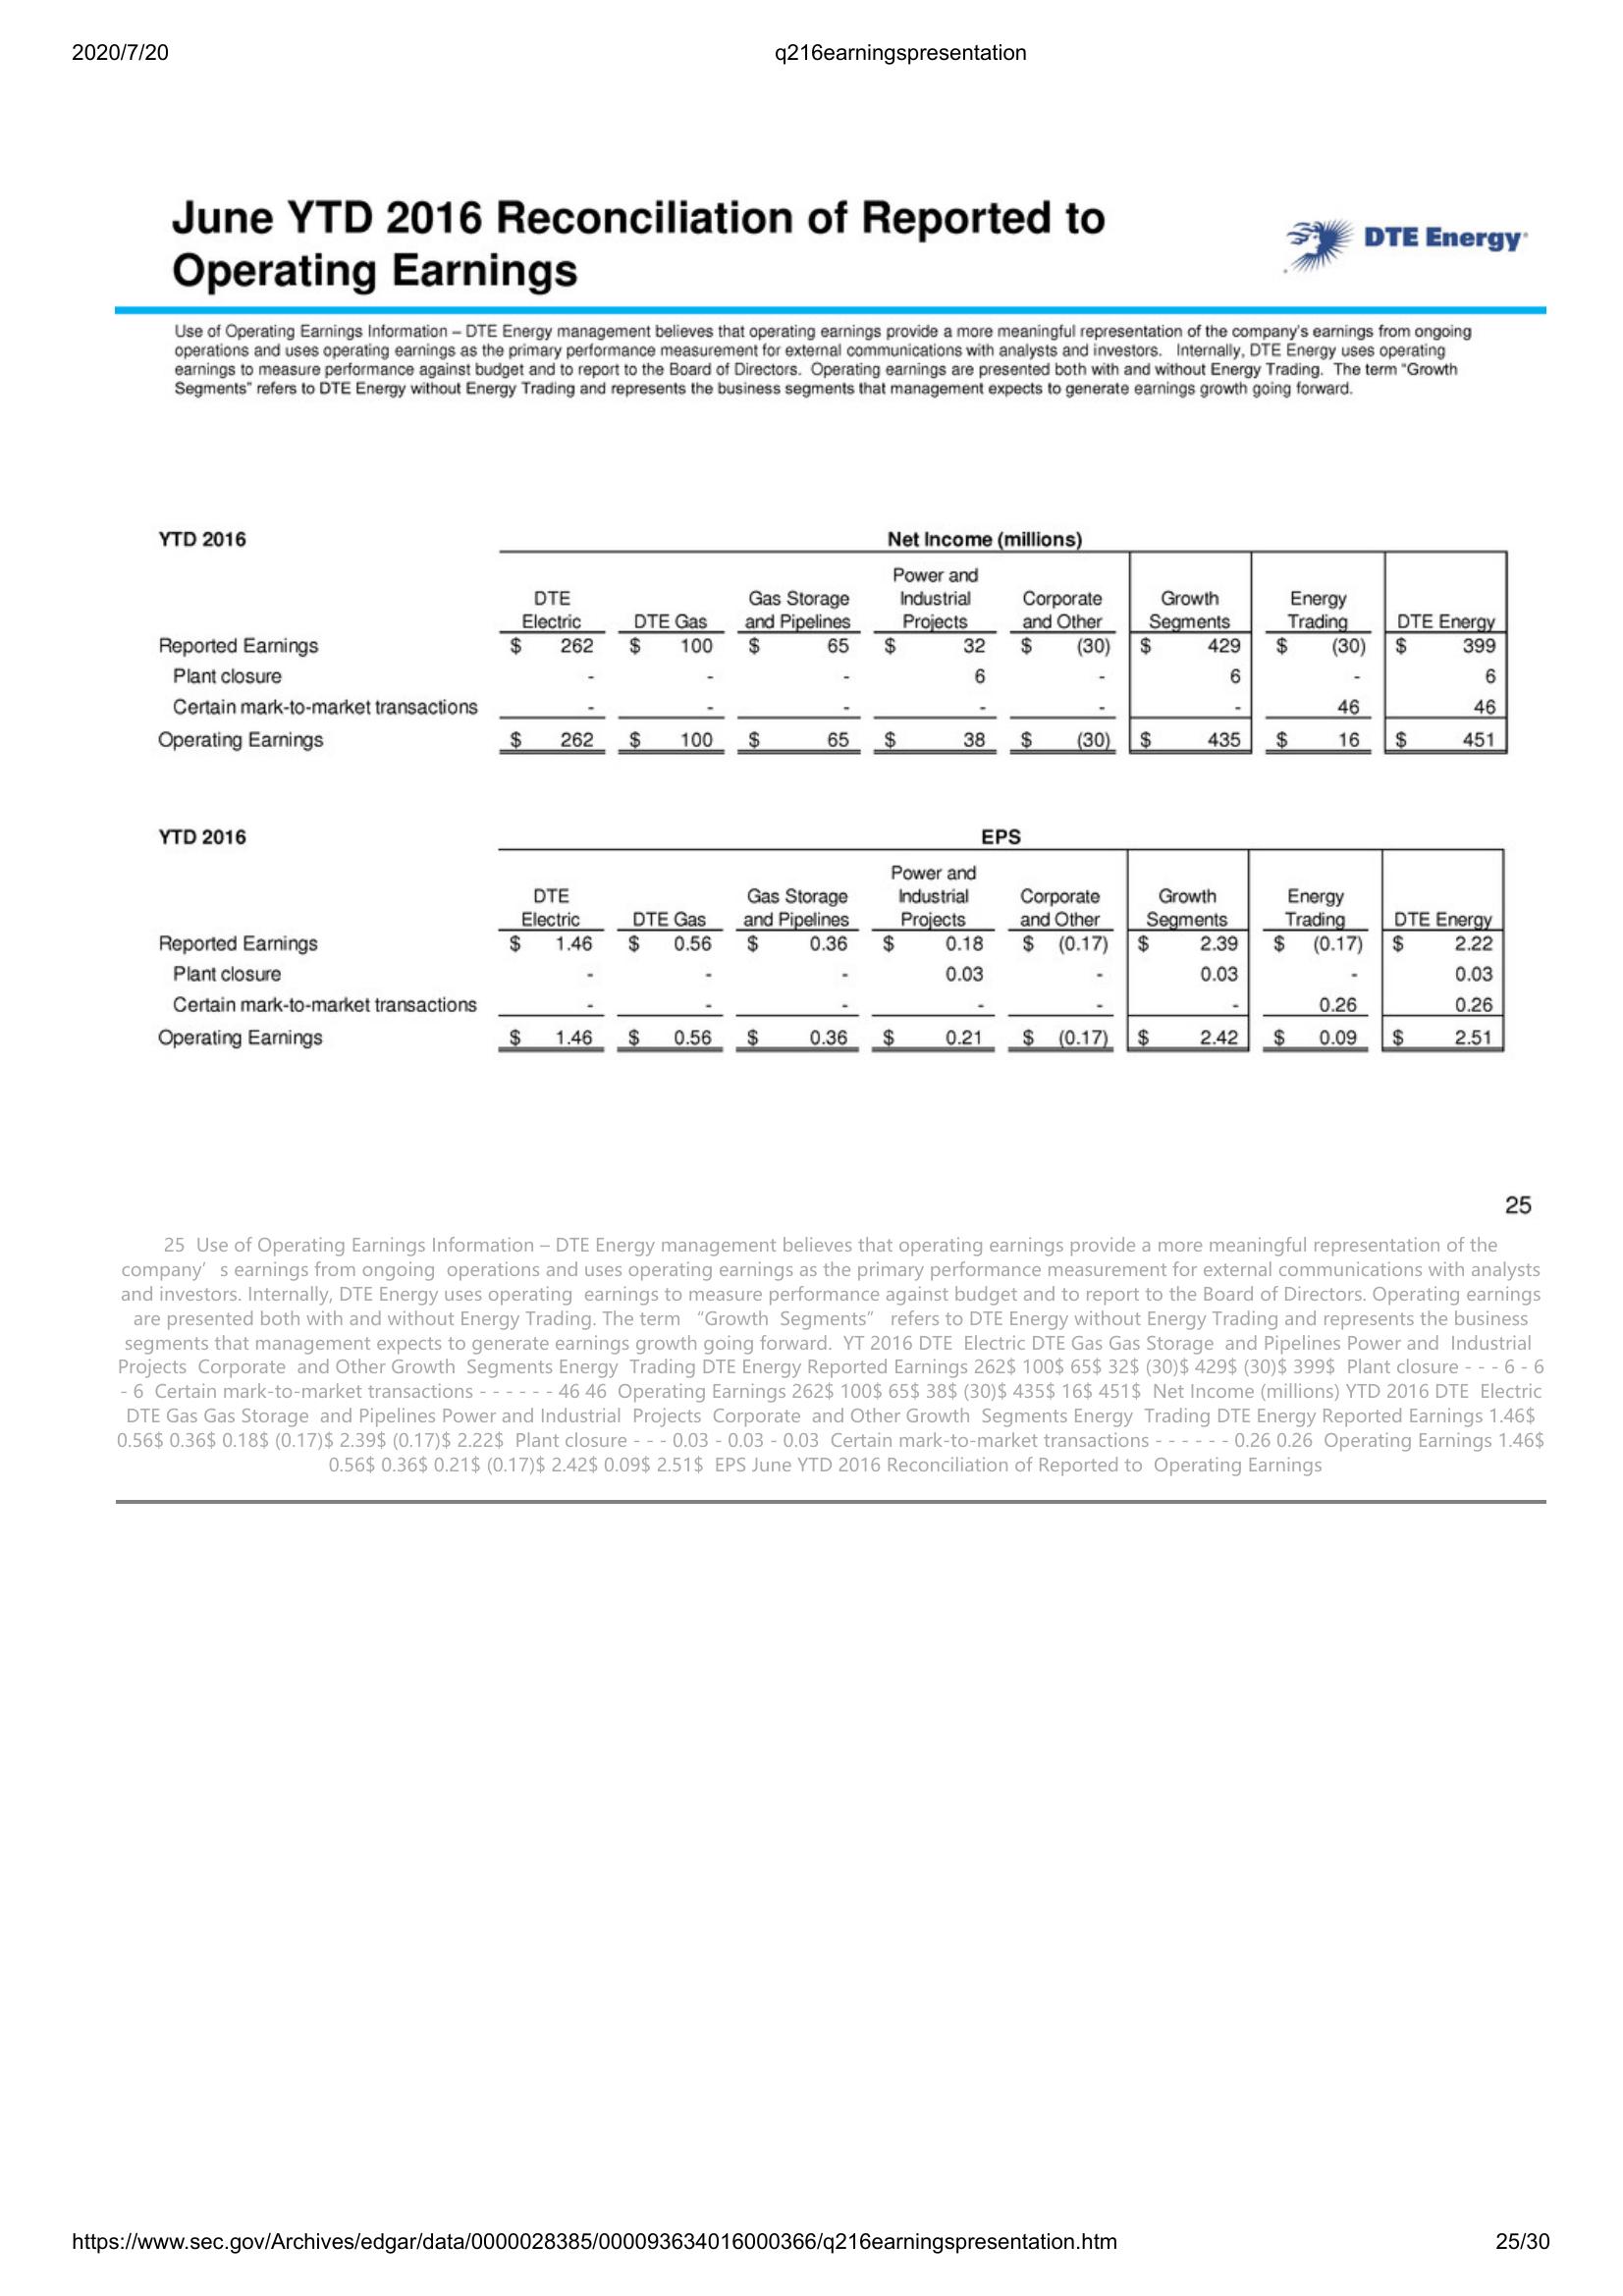 2020/7/20 q216earningspresentation
June YTD 2016 Reconciliation of Reported to
Operating Earnings
DTE Energy®
Use of Operating Earnings Information – DTE Energy management believes that operating earnings provide a more meaningful representation of the company's earnings from ongoing
operations and uses operating earnings as the primary performance measurement for external communications with analysts and investors. Internally, DTE Energy uses operating
earnings to measure performance against budget and to report to the Board of Directors. Operating earnings are presented both with and without Energy Trading. The term "Growth
Segments" refers to DTE Energy without Energy Trading and represents the business segments that management expects to generate earnings growth going forward.
YTD 2016 Net Income (millions)
Power and
DTE Gas Storage Industrial Corporate Growth Energy
Electric DTE Gas and Pipelines Projects and Other Segments Trading DTE Energy
Reported Earnings $ 262 $ 100 $ 65 $ 32 $ (30) $ 429 $ (30) $ 399
Plant closure - - - 6 - 6 - 6
Certain mark-to-market transactions - - - - - - 46 46
Operating Earnings $ 262 $ 100 $ 65 $ 38 $ (30) $ 435 $ 16 $ 451
YTD 2016 EPS
Power and
DTE Gas Storage Industrial Corporate Growth Energy
Electric DTE Gas and Pipelines Projects and Other Segments Trading DTE Energy
Reported Earnings $ 1.46 $ 0.56 $ 0.36 $ 0.18 $ (0.17) $ 2.39 $ (0.17) $ 2.22
Plant closure - - - 0.03 - 0.03 - 0.03
Certain mark-to-market transactions - - - - - - 0.26 0.26
Operating Earnings $ 1.46 $ 0.56 $ 0.36 $ 0.21 $ (0.17) $ 2.42 $ 0.09 $ 2.51
25
25 Use of Operating Earnings Information – DTE Energy management believes that operating earnings provide a more meaningful representation of the
company’ s earnings from ongoing operations and uses operating earnings as the primary performance measurement for external communications with analysts
and investors. Internally, DTE Energy uses operating earnings to measure performance against budget and to report to the Board of Directors. Operating earnings
are presented both with and without Energy Trading. The term “Growth Segments” refers to DTE Energy without Energy Trading and represents the business
segments that management expects to generate earnings growth going forward. YT 2016 DTE Electric DTE Gas Gas Storage and Pipelines Power and Industrial
Projects Corporate and Other Growth Segments Energy Trading DTE Energy Reported Earnings 262$ 100$ 65$ 32$ (30)$ 429$ (30)$ 399$ Plant closure - - - 6 - 6
- 6 Certain mark-to-market transactions - - - - - - 46 46 Operating Earnings 262$ 100$ 65$ 38$ (30)$ 435$ 16$ 451$ Net Income (millions) YTD 2016 DTE Electric
DTE Gas Gas Storage and Pipelines Power and Industrial Projects Corporate and Other Growth Segments Energy Trading DTE Energy Reported Earnings 1.46$
0.56$ 0.36$ 0.18$ (0.17)$ 2.39$ (0.17)$ 2.22$ Plant closure - - - 0.03 - 0.03 - 0.03 Certain mark-to-market transactions - - - - - - 0.26 0.26 Operating Earnings 1.46$
0.56$ 0.36$ 0.21$ (0.17)$ 2.42$ 0.09$ 2.51$ EPS June YTD 2016 Reconciliation of Reported to Operating Earnings
https://www.sec.gov/Archives/edgar/data/0000028385/000093634016000366/q216earningspresentation.htm 25/30